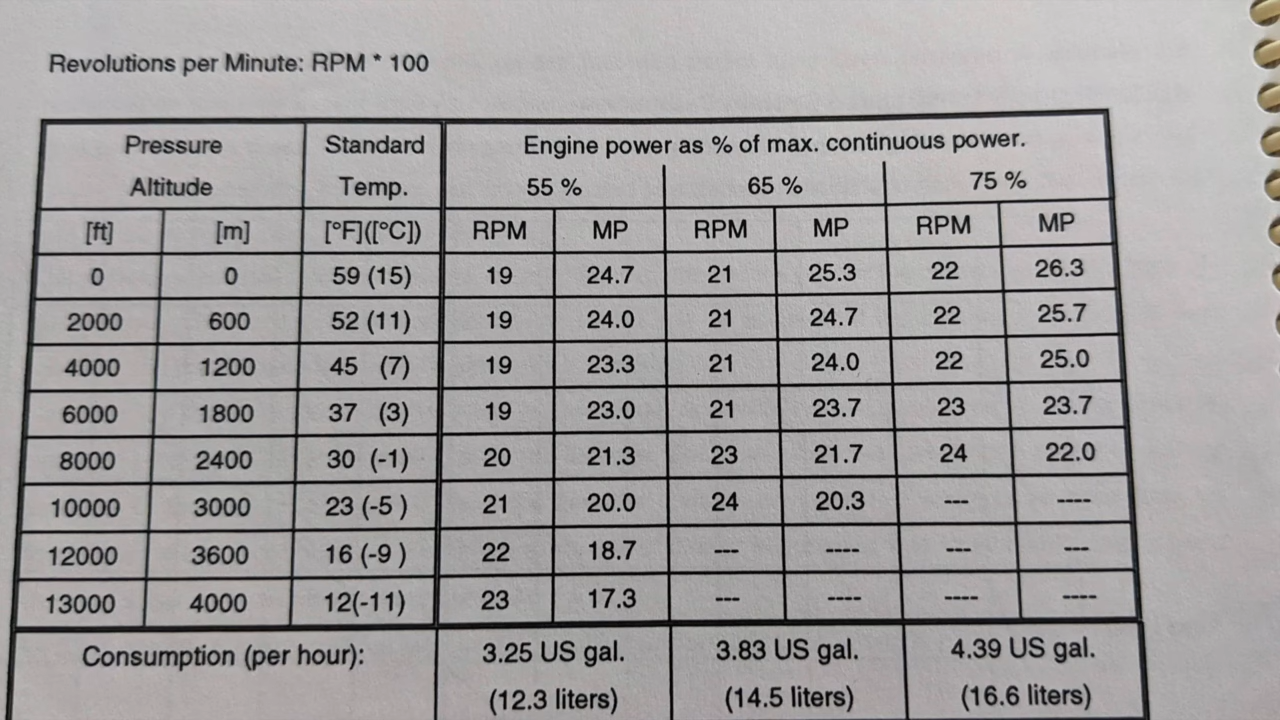 Revolutions per Minute: RPM * 100
Pressure Standard Engine power as % of max. continuous power.
Altitude Temp. 55 % 65 % 75 %
[ft] [m] [°F]([°C]) RPM MP RPM MP RPM MP
0 0 59 (15) 19 24.7 21 25.3 22 26.3
2000 600 52 (11) 19 24.0 21 24.7 22 25.7
4000 1200 45 (7) 19 23.3 21 24.0 22 25.0
6000 1800 37 (3) 19 23.0 21 23.7 23 23.7
8000 2400 30 (-1) 20 21.3 23 21.7 24 22.0
10000 3000 23 (-5 ) 21 20.0 24 20.3 ---- ----
12000 3600 16 (-9 ) 22 18.7 --- ---- --- ---
13000 4000 12(-11) 23 17.3 --- ---- ---- ----
Consumption (per hour): 3.25 US gal. 3.83 US gal. 4.39 US gal.
(12.3 liters) (14.5 liters) (16.6 liters)